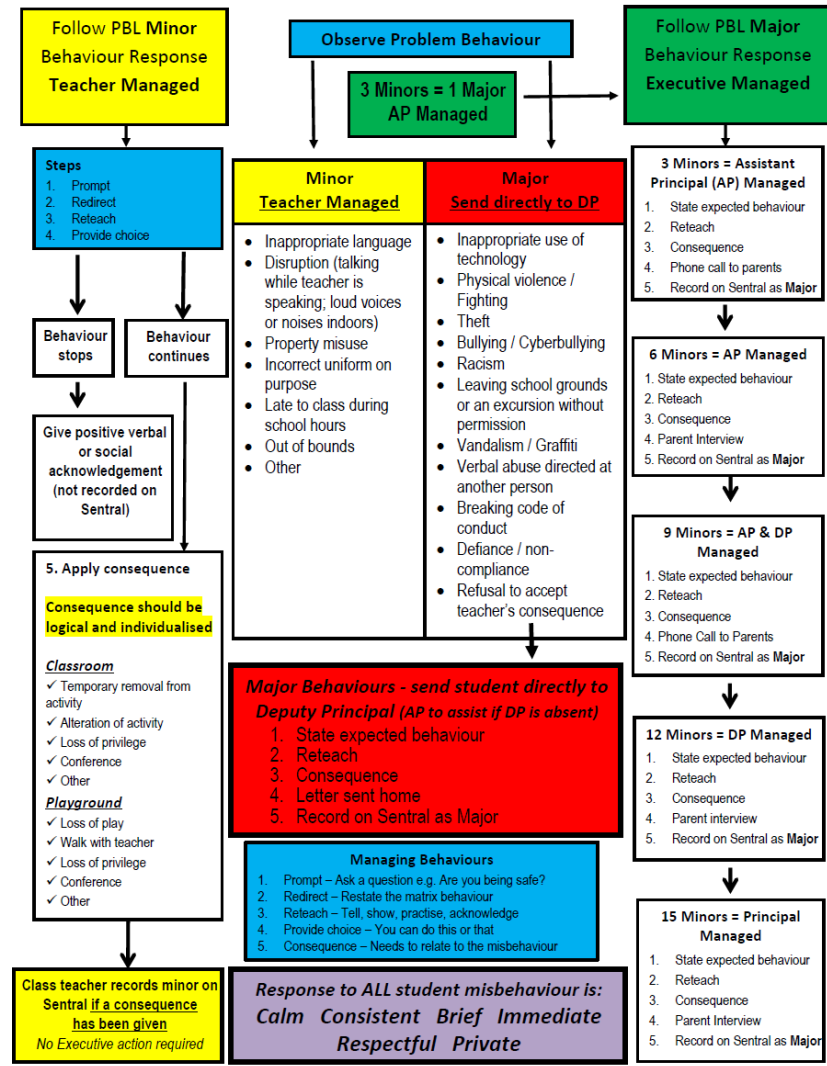 Follow PBL Minor
Behaviour Response
Teacher Managed
Steps
1. Prompt
2. Redirect
3. Reteach
4. Provide choice
Behaviour
stops
Behaviour
continues
Give positive verbal
or social
acknowledgement
(not recorded on
Sentral)
5. Apply consequence
Consequence should be
logical and individualised
Classroom
✓ Temporary removal from
activity
✓ Alteration of activity
✓ Loss of privilege
✓ Conference
✓ Other
Playground
✓ Loss of play
✓ Walk with teacher
✓ Loss of privilege
✓ Conference
✓ Other
Class teacher records minor on
Sentral if a consequence
has been given
No Executive action required
Observe Problem Behaviour
3 Minors = 1 Major
AP Managed
Minor
Teacher Managed
• Inappropriate language
• Disruption (talking
while teacher is
speaking; loud voices
or noises indoors)
• Property misuse
• Incorrect uniform on
purpose
• Late to class during
school hours
• Out of bounds
• Other
Major
Send directly to DP
• Inappropriate use of
technology
• Physical violence /
Fighting
• Theft
• Bullying / Cyberbullying
• Racism
• Leaving school grounds
or an excursion without
permission
• Vandalism / Graffiti
• Verbal abuse directed at
another person
• Breaking code of
conduct
• Defiance / non-
compliance
• Refusal to accept
teacher's consequence
Major Behaviours - send student directly to
Deputy Principal (AP to assist if DP is absent)
1. State expected behaviour
2. Reteach
3. Consequence
4. Letter sent home
5. Record on Sentral as Major
Managing Behaviours
1. Prompt – Ask a question e.g. Are you being safe?
2. Redirect – Restate the matrix behaviour
3. Reteach – Tell, show, practise, acknowledge
4. Provide choice – You can do this or that
5. Consequence – Needs to relate to the misbehaviour
Response to ALL student misbehaviour is:
Calm Consistent Brief Immediate
Respectful Private
Follow PBL Major
Behaviour Response
Executive Managed
3 Minors = Assistant
Principal (AP) Managed
1. State expected behaviour
2. Reteach
3. Consequence
4. Phone call to parents
5. Record on Sentral as Major
6 Minors = AP Managed
1. State expected behaviour
2. Reteach
3. Consequence
4. Parent Interview
5. Record on Sentral as Major
9 Minors = AP & DP
Managed
1. State expected behaviour
2. Reteach
3. Consequence
4. Phone Call to Parents
5. Record on Sentral as Major
12 Minors = DP Managed
1. State expected behaviour
2. Reteach
3. Consequence
4. Parent interview
5. Record on Sentral as Major
15 Minors = Principal
Managed
1. State expected behaviour
2. Reteach
3. Consequence
4. Parent Interview
5. Record on Sentral as Major